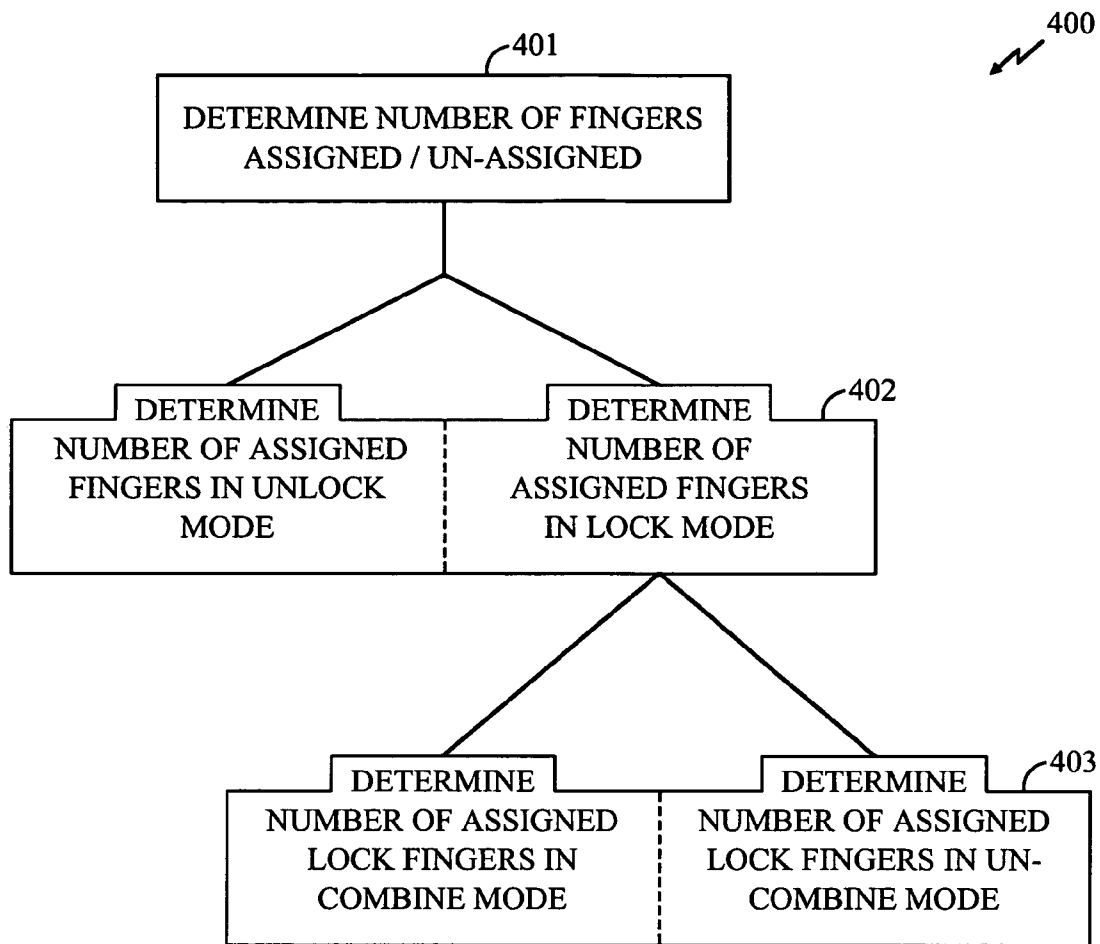 400
401
DETERMINE NUMBER OF FINGERS
ASSIGNED / UN-ASSIGNED
402
DETERMINE
NUMBER OF ASSIGNED
FINGERS IN UNLOCK
MODE
DETERMINE
NUMBER OF
ASSIGNED FINGERS
IN LOCK MODE
403
DETERMINE
NUMBER OF ASSIGNED
LOCK FINGERS IN
COMBINE MODE
DETERMINE
NUMBER OF ASSIGNED
LOCK FINGERS IN UN-
COMBINE MODE